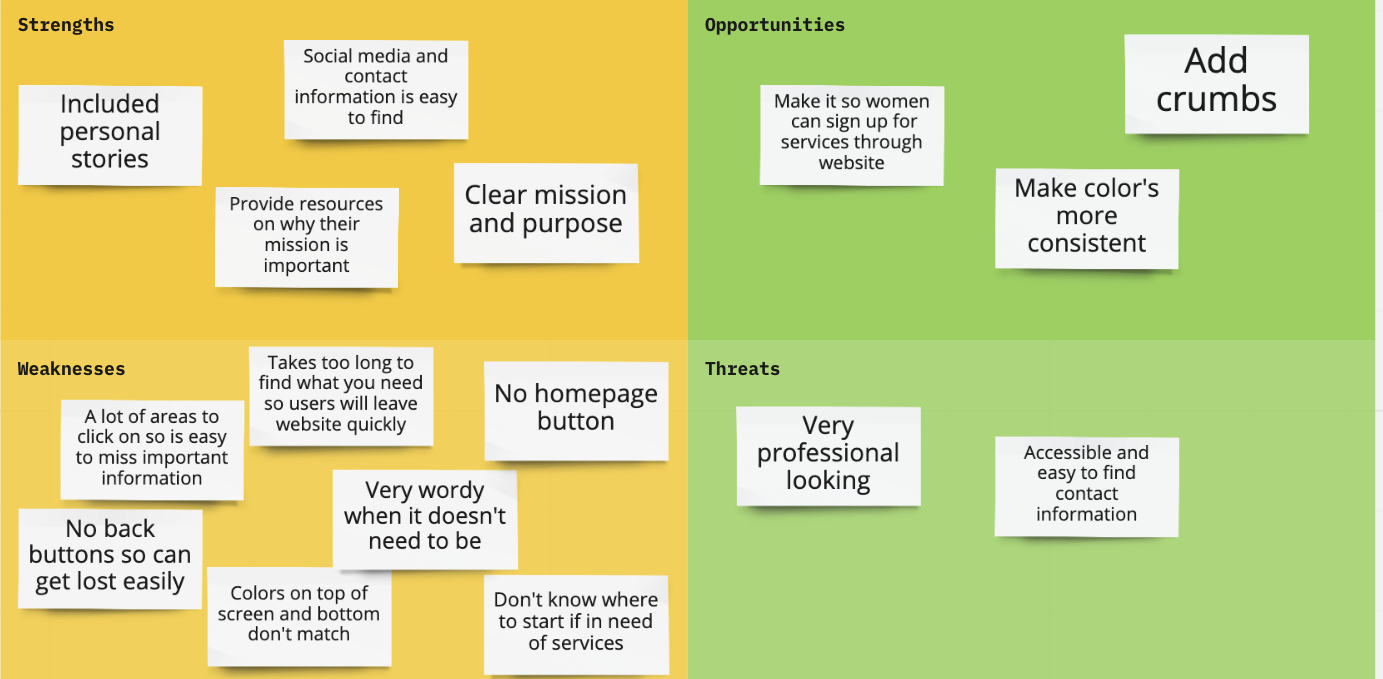 Strengths
Included
personal
stories
Social media and
contact
information is easy
to find
Provide resources
on why their
mission is
important
Clear mission
and purpose
Opportunities
Make it so women
can sign up for
services through
website
Add
crumbs
Make color's
more
consistent
Weaknesses
A lot of areas to
click on so is easy
to miss important
information
Takes too long to
find what you need
so users will leave
website quickly
No homepage
button
No back
buttons so can
get lost easily
Very wordy
when it doesn't
need to be
Colors on top of
screen and bottom
don't match
Don't know where
to start if in need
of services
Threats
Very
professional
looking
Accessible and
easy to find
contact
information